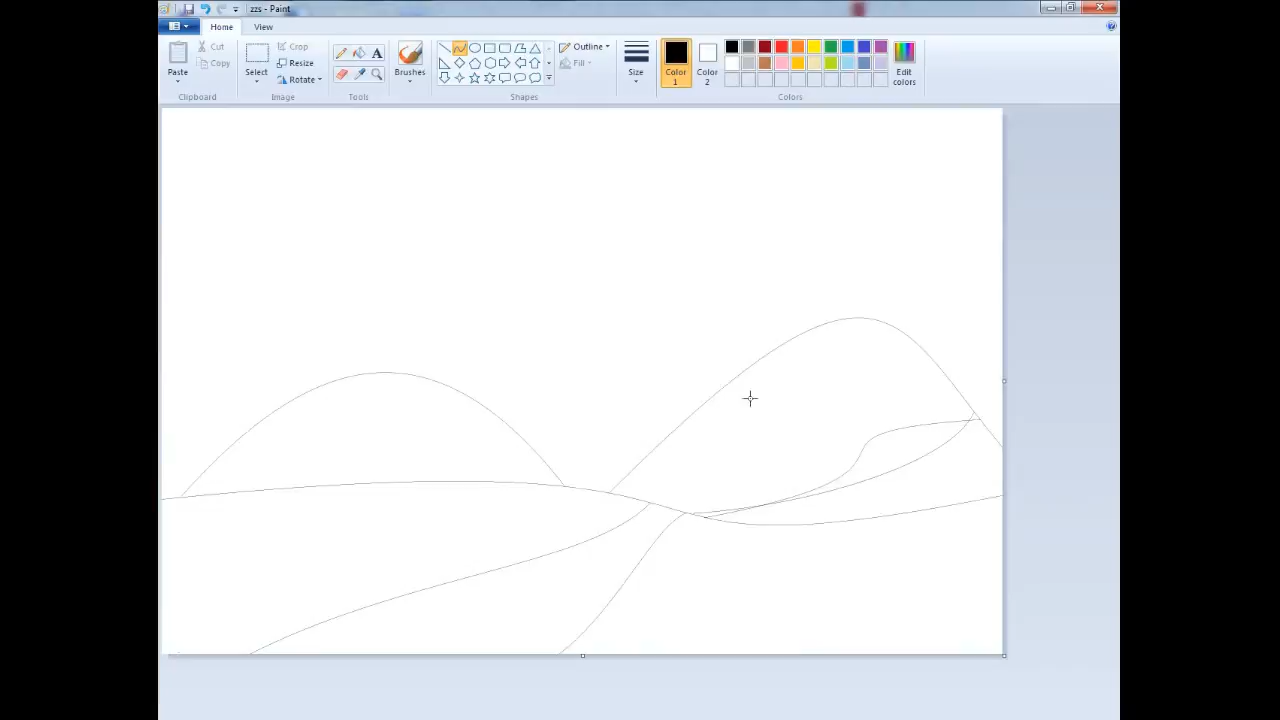 zzs - Paint
Home View
Cut
Copy
Paste
Clipboard
Select
Crop
Resize
Rotate
Image
A
Tools
Brushes
Shapes
Outline
Fill
Size
Color 1
Color 2
Edit colors
Colors